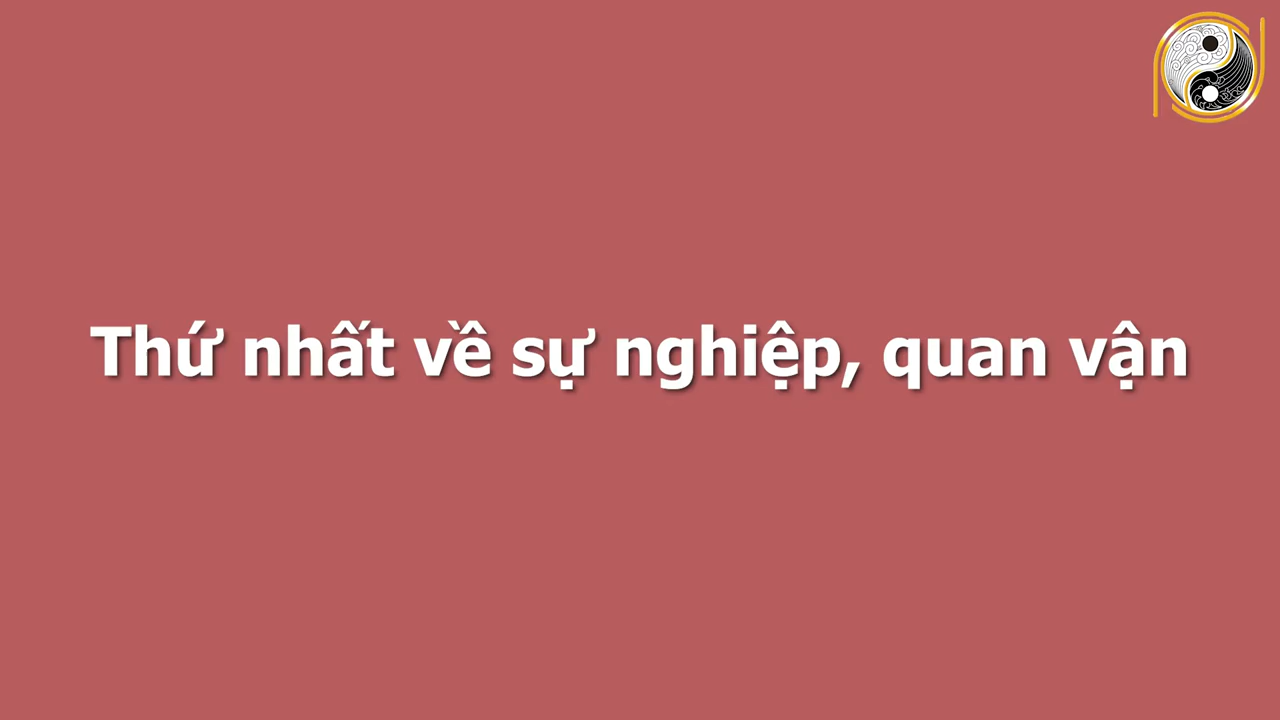 Thứ nhất về sự nghiệp, quan vận